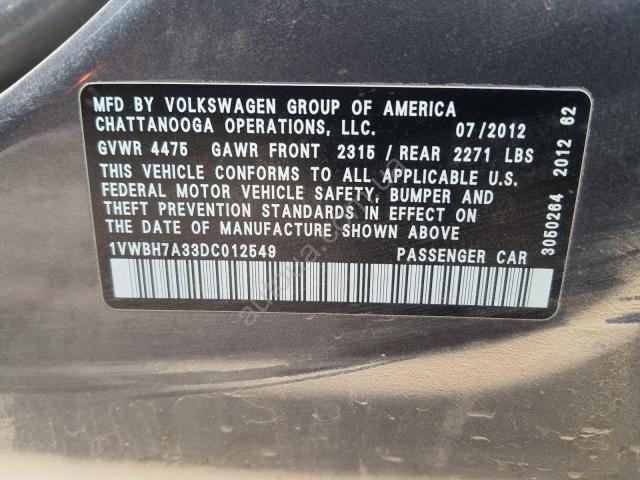 MFD BY VOLKSWAGEN GROUP OF AMERICA
CHATTANOOGA OPERATIONS, LLC. 07/2012
GVWR 4475 GAWR FRONT 2315 / REAR 2271 LBS
THIS VEHICLE CONFORMS TO ALL APPLICABLE U.S.
FEDERAL MOTOR VEHICLE SAFETY, BUMPER AND
THEFT PREVENTION STANDARDS IN EFFECT ON
THE DATE OF MANUFACTURE SHOWN ABOVE
1VWBH7A33DC012549 PASSENGER CAR
3050264 2012 62